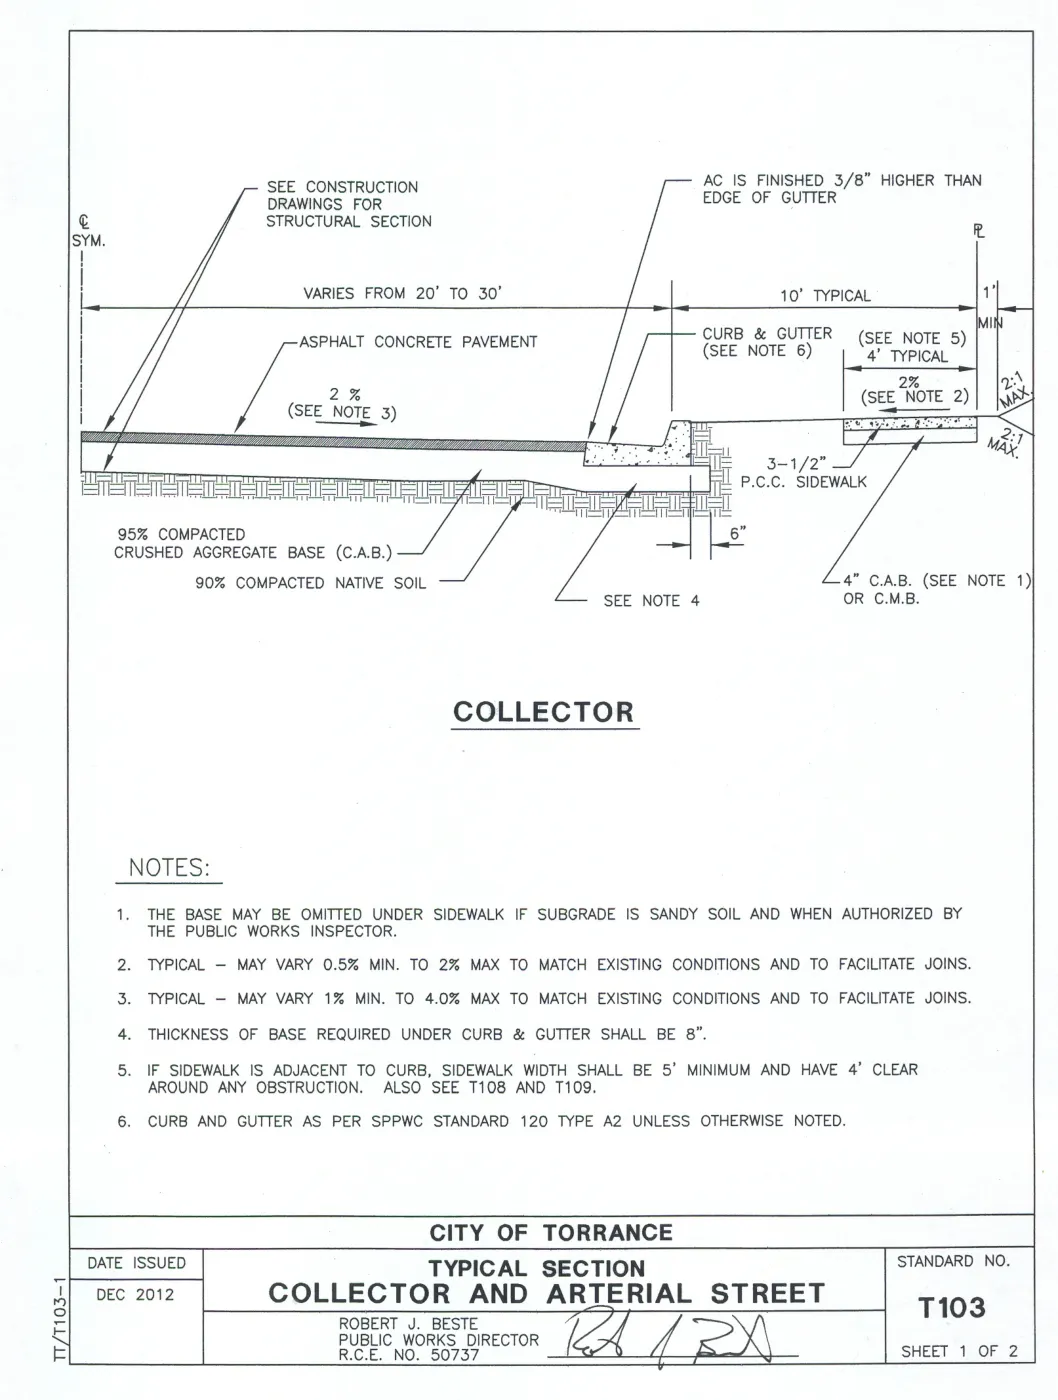 SEE CONSTRUCTION
DRAWINGS FOR
STRUCTURAL SECTION
AC IS FINISHED 3/8" HIGHER THAN
EDGE OF GUTTER
℄
SYM.
PL
VARIES FROM 20' TO 30'
10' TYPICAL
1'
MIN
ASPHALT CONCRETE PAVEMENT
CURB & GUTTER
(SEE NOTE 6)
(SEE NOTE 5)
4' TYPICAL
2 %
(SEE NOTE 3)
2%
(SEE NOTE 2)
2:1
MAX.
2:1
MAX.
3-1/2"
P.C.C. SIDEWALK
95% COMPACTED
CRUSHED AGGREGATE BASE (C.A.B.)
6"
90% COMPACTED NATIVE SOIL
SEE NOTE 4
4" C.A.B. (SEE NOTE 1)
OR C.M.B.
COLLECTOR
NOTES:
1. THE BASE MAY BE OMITTED UNDER SIDEWALK IF SUBGRADE IS SANDY SOIL AND WHEN AUTHORIZED BY
THE PUBLIC WORKS INSPECTOR.
2. TYPICAL - MAY VARY 0.5% MIN. TO 2% MAX TO MATCH EXISTING CONDITIONS AND TO FACILITATE JOINS.
3. TYPICAL - MAY VARY 1% MIN. TO 4.0% MAX TO MATCH EXISTING CONDITIONS AND TO FACILITATE JOINS.
4. THICKNESS OF BASE REQUIRED UNDER CURB & GUTTER SHALL BE 8".
5. IF SIDEWALK IS ADJACENT TO CURB, SIDEWALK WIDTH SHALL BE 5' MINIMUM AND HAVE 4' CLEAR
AROUND ANY OBSTRUCTION. ALSO SEE T108 AND T109.
6. CURB AND GUTTER AS PER SPPWC STANDARD 120 TYPE A2 UNLESS OTHERWISE NOTED.
CITY OF TORRANCE
DATE ISSUED
DEC 2012
TYPICAL SECTION
COLLECTOR AND ARTERIAL STREET
ROBERT J. BESTE
PUBLIC WORKS DIRECTOR
R.C.E. NO. 50737
STANDARD NO.
T103
SHEET 1 OF 2
TT/T103-1